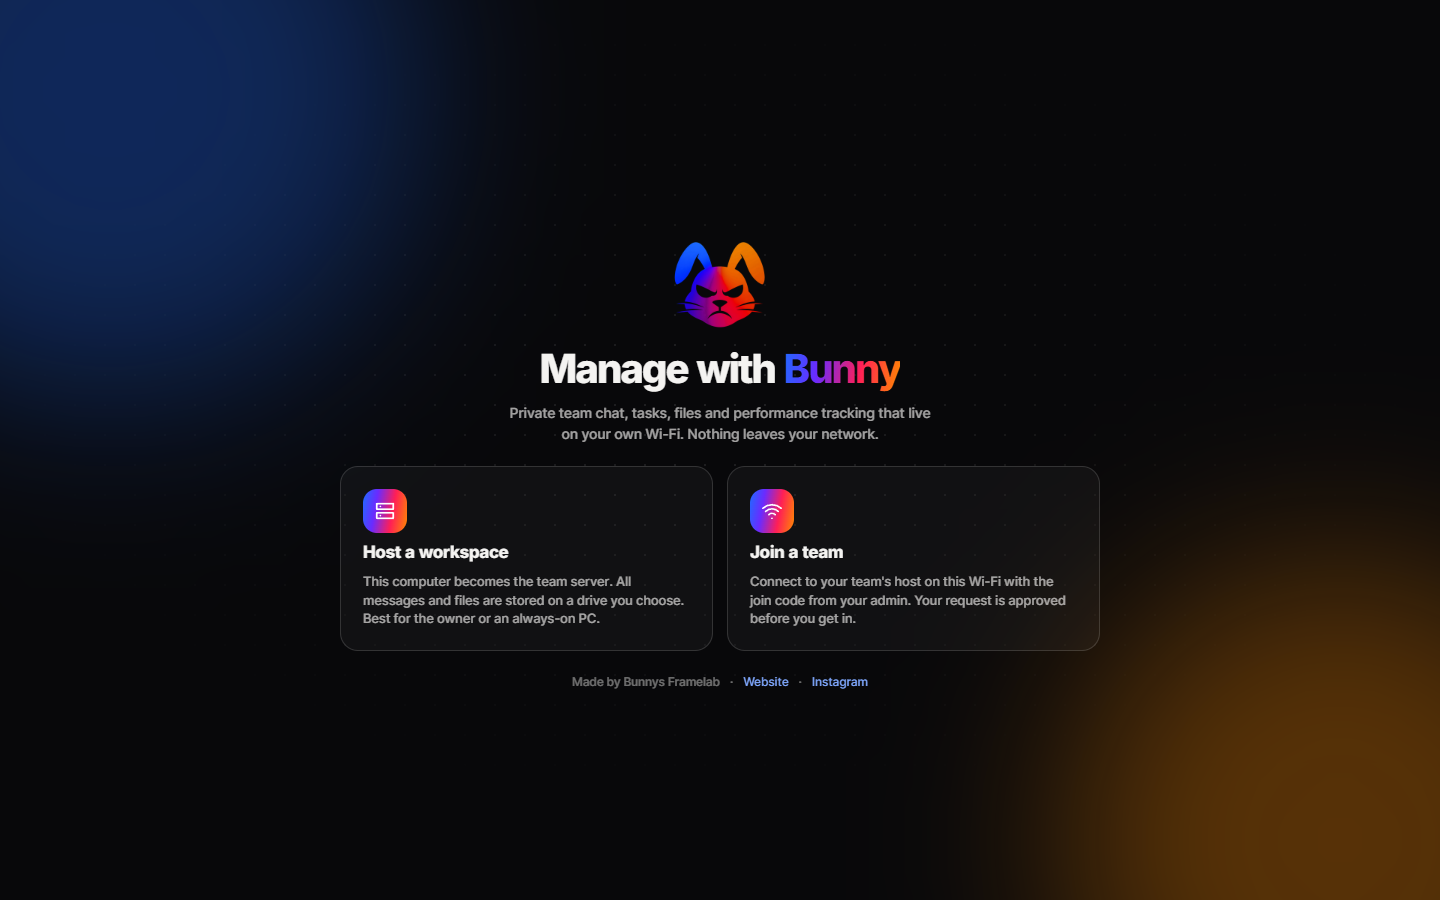 Manage with Bunny
Private team chat, tasks, files and performance tracking that live
on your own Wi-Fi. Nothing leaves your network.
Host a workspace
This computer becomes the team server. All
messages and files are stored on a drive you choose.
Best for the owner or an always-on PC.
Join a team
Connect to your team's host on this Wi-Fi with the
join code from your admin. Your request is approved
before you get in.
Made by Bunnys Framelab · Website · Instagram